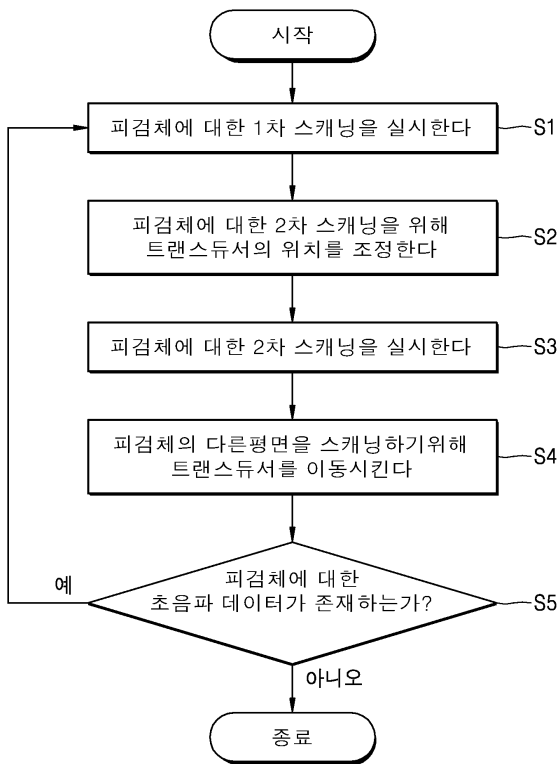 시작
피검체에 대한 1차 스캐닝을 실시한다
S1
피검체에 대한 2차 스캐닝을 위해
트랜스듀서의 위치를 조정한다
S2
피검체에 대한 2차 스캐닝을 실시한다
S3
피검체의 다른평면을 스캐닝하기위해
트랜스듀서를 이동시킨다
S4
예
피검체에 대한
초음파 데이터가 존재하는가?
S5
아니오
종료